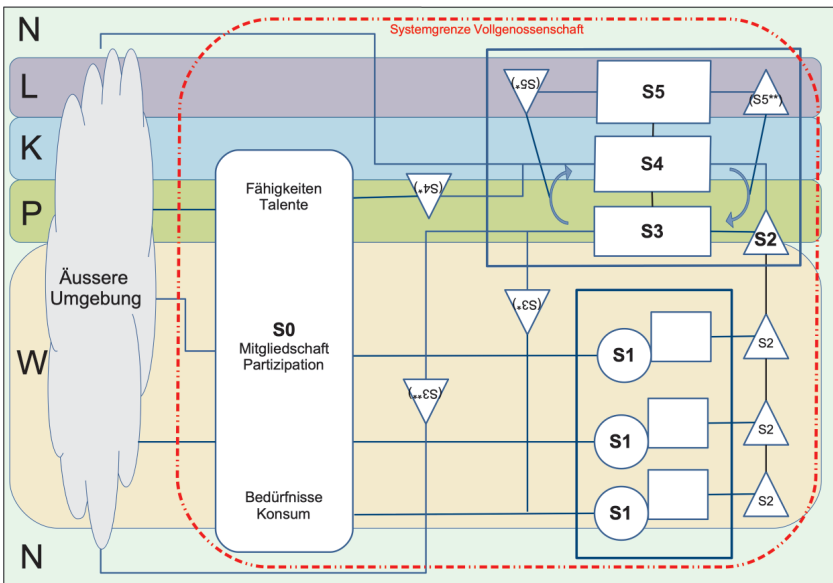 N
Systemgrenze Vollgenossenschaft
L
(S5*)
S5
(S5**)
K
Fähigkeiten
Talente
(S4*)
S4
P
S3
S2
Äussere
Umgebung
(S3*)
W
S0
Mitgliedschaft
Partizipation
S1
S2
(S3**)
S1
S2
Bedürfnisse
Konsum
S1
S2
N